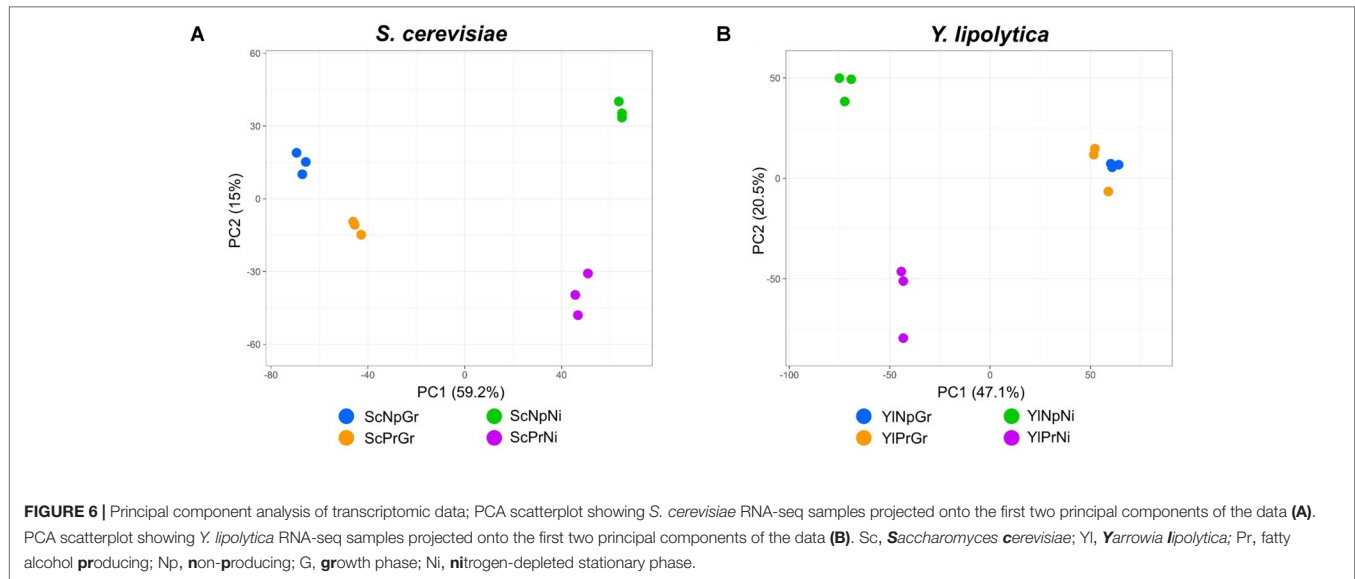 A
S. cerevisiae
60
30
0
-30
-60
PC2 (15%)
-80
-40
0
40
PC1 (59.2%)
ScNpGr
ScNpNi
ScPrGr
ScPrNi
B
Y. lipolytica
50
0
-50
PC2 (20.5%)
-100
-50
0
50
PC1 (47.1%)
YlNpGr
YlNpNi
YlPrGr
YlPrNi
FIGURE 6 | Principal component analysis of transcriptomic data; PCA scatterplot showing S. cerevisiae RNA-seq samples projected onto the first two principal components of the data (A).
PCA scatterplot showing Y. lipolytica RNA-seq samples projected onto the first two principal components of the data (B). Sc, Saccharomyces cerevisiae; Yl, Yarrowia lipolytica; Pr, fatty
alcohol producing; Np, non-producing; G, growth phase; Ni, nitrogen-depleted stationary phase.